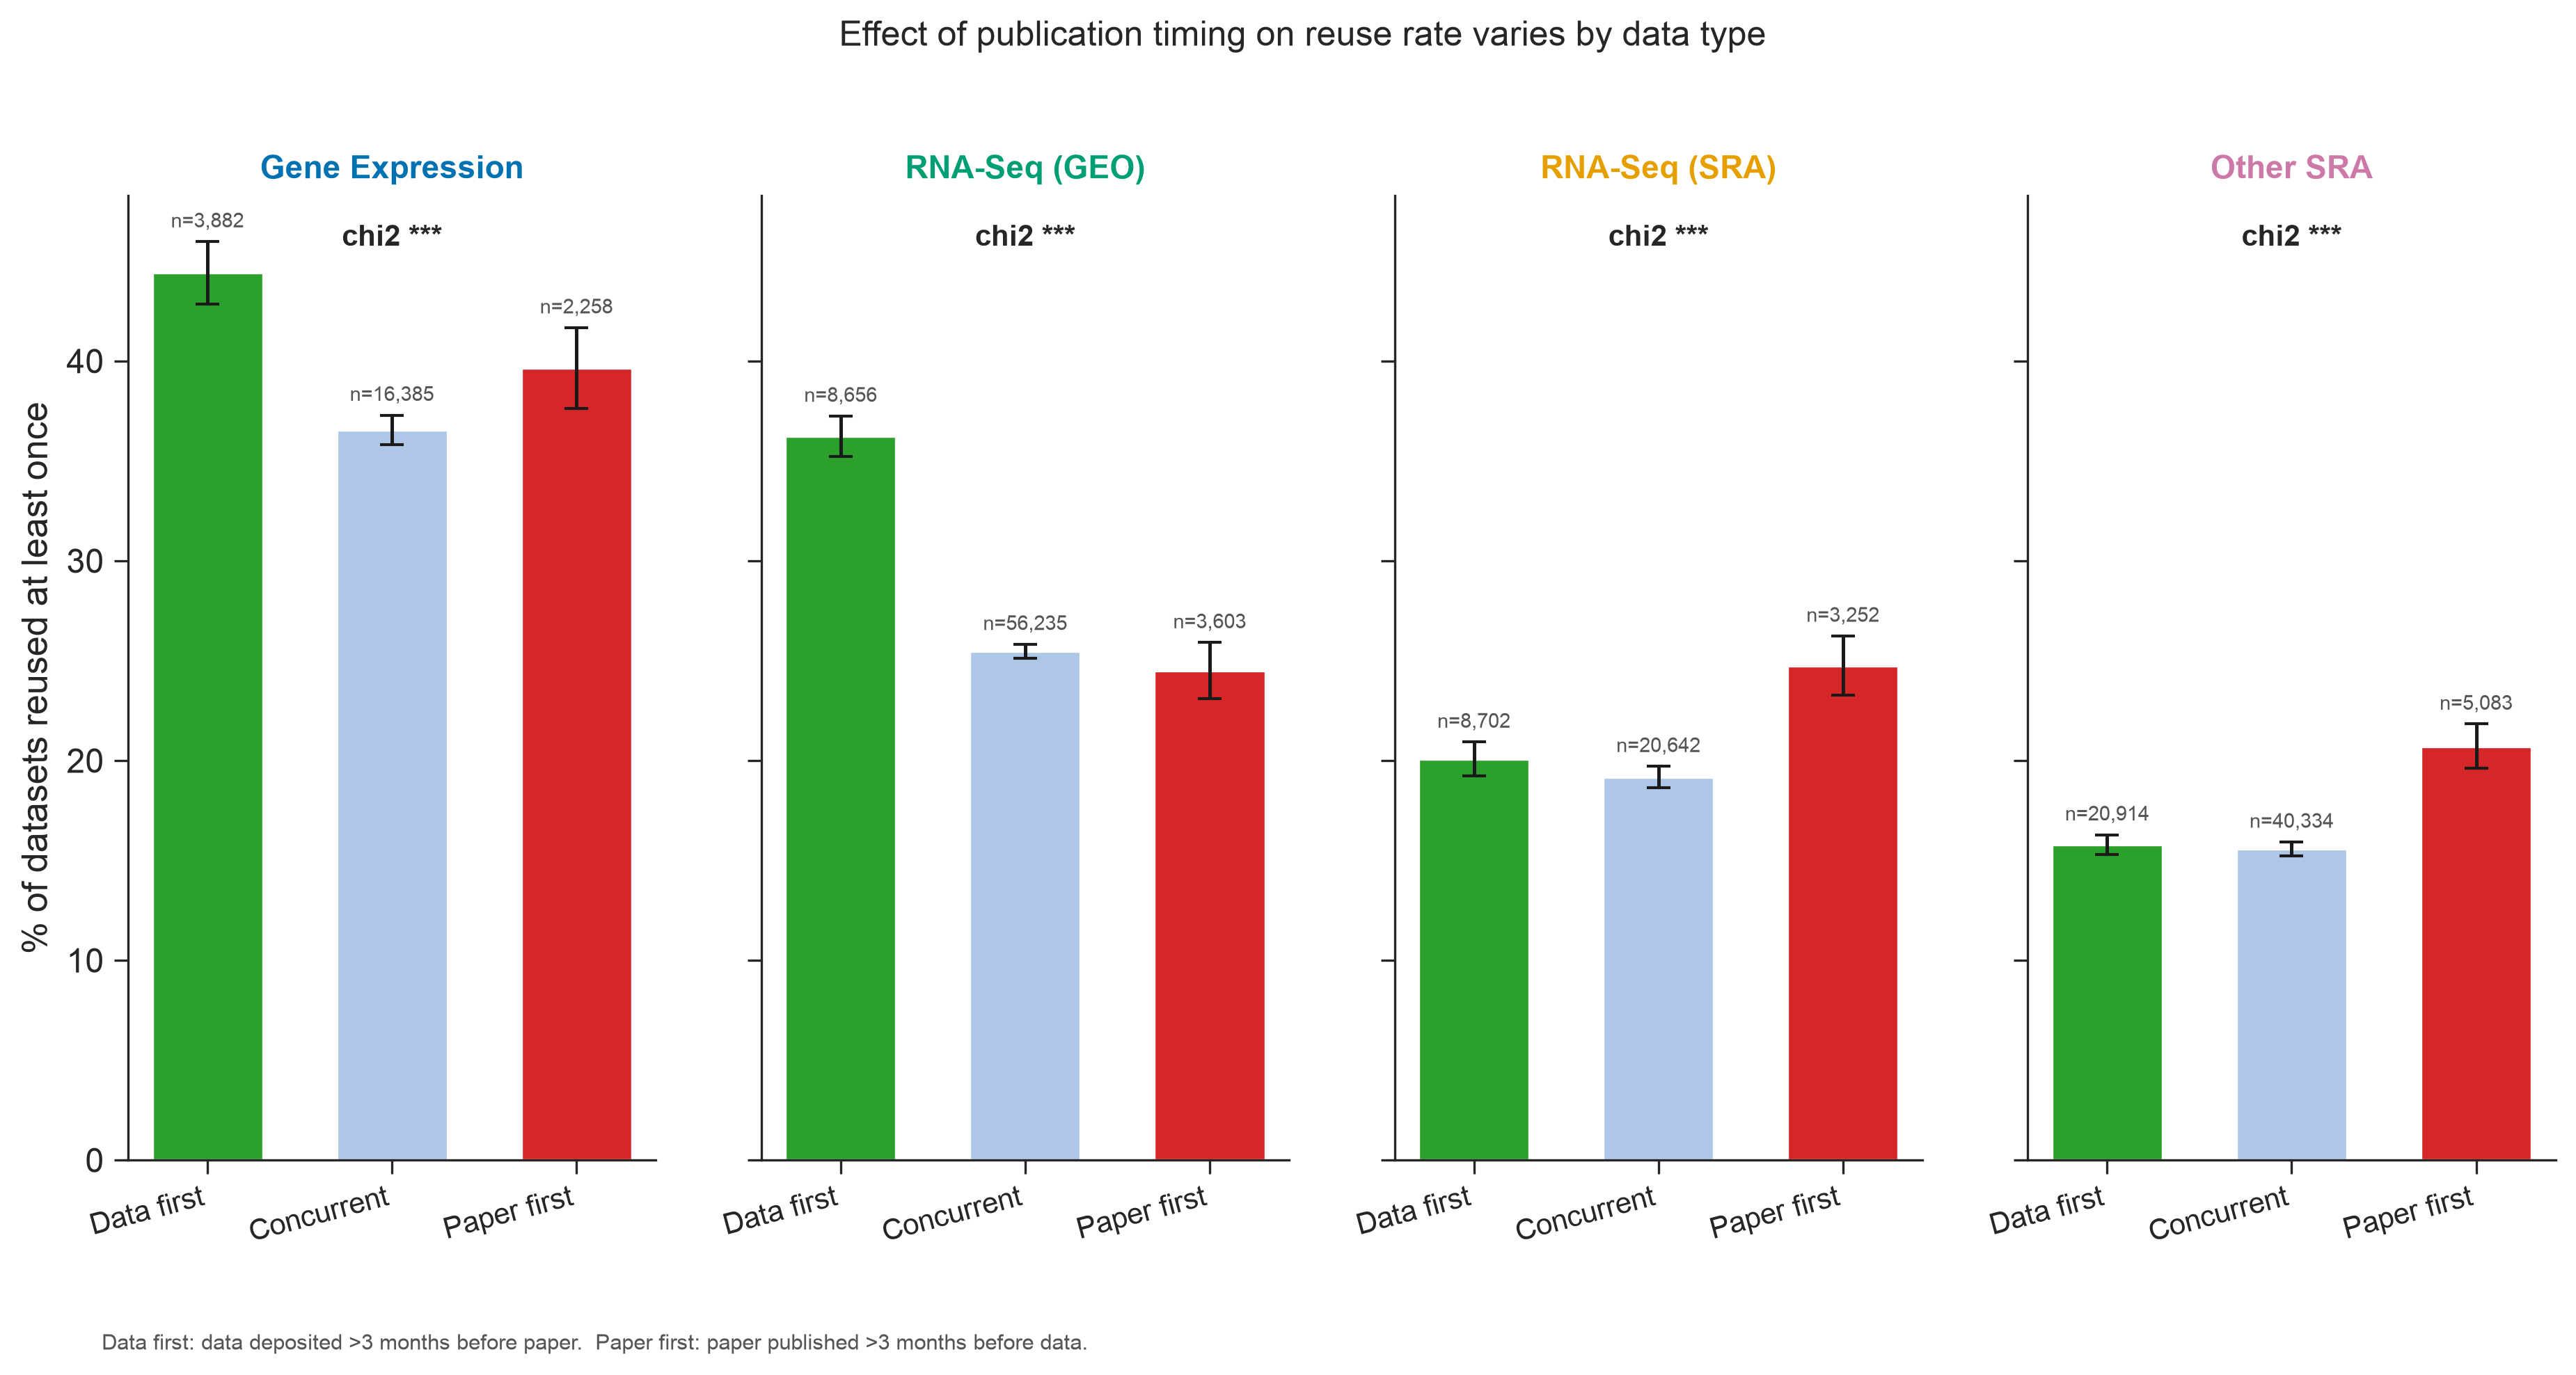 Effect of publication timing on reuse rate varies by data type
Gene Expression
RNA-Seq (GEO)
RNA-Seq (SRA)
Other SRA
% of datasets reused at least once
40
30
20
10
0
n=3,882
chi2 ***
n=16,385
n=2,258
Data first
Concurrent
Paper first
n=8,656
chi2 ***
n=56,235
n=3,603
Data first
Concurrent
Paper first
n=8,702
chi2 ***
n=20,642
n=3,252
Data first
Concurrent
Paper first
n=20,914
chi2 ***
n=40,334
n=5,083
Data first
Concurrent
Paper first
Data first: data deposited >3 months before paper.  Paper first: paper published >3 months before data.